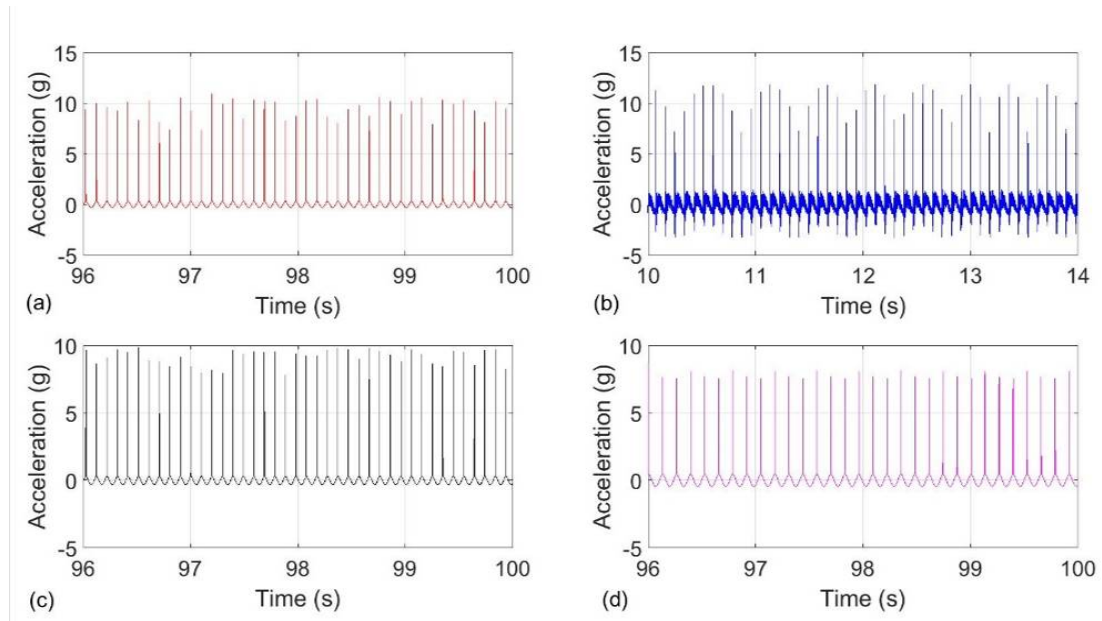 15
10
5
0
-5
Acceleration (g)
96 97 98 99 100
(a) Time (s)
15
10
5
0
-5
Acceleration (g)
10 11 12 13 14
(b) Time (s)
10
5
0
-5
Acceleration (g)
96 97 98 99 100
(c) Time (s)
10
5
0
-5
Acceleration (g)
96 97 98 99 100
(d) Time (s)